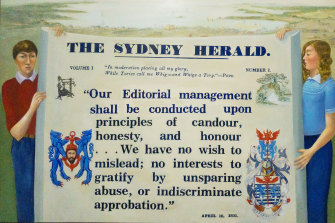 THE SYDNEY HERALD.
VOLUME I
"In moderation placing all my glory,
While Tories call me Whig—and Whigs a Tory."—POPE.
NUMBER 1.
"Our Editorial management
shall be conducted upon
principles of candour,
honesty, and honour
. . . We have no wish to
mislead; no interests to
gratify by unsparing
abuse, or indiscriminate
approbation."
APRIL 18, 1831.